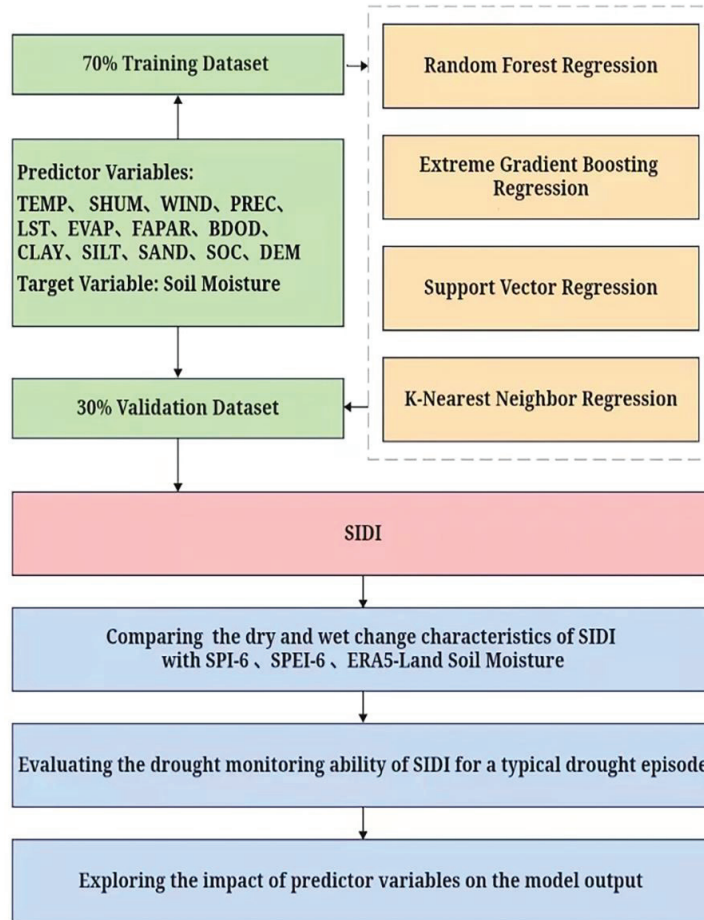 70% Training Dataset
Predictor Variables:
TEMP、 SHUM、WIND、PREC、
LST、EVAP、FAPAR、BDOD、
CLAY、SILT、SAND、SOC、DEM
Target Variable: Soil Moisture
30% Validation Dataset
Random Forest Regression
Extreme Gradient Boosting
Regression
Support Vector Regression
K-Nearest Neighbor Regression
SIDI
Comparing the dry and wet change characteristics of SIDI
with SPI-6 、SPEI-6、ERA5-Land Soil Moisture
Evaluating the drought monitoring ability of SIDI for a typical drought episode
Exploring the impact of predictor variables on the model output